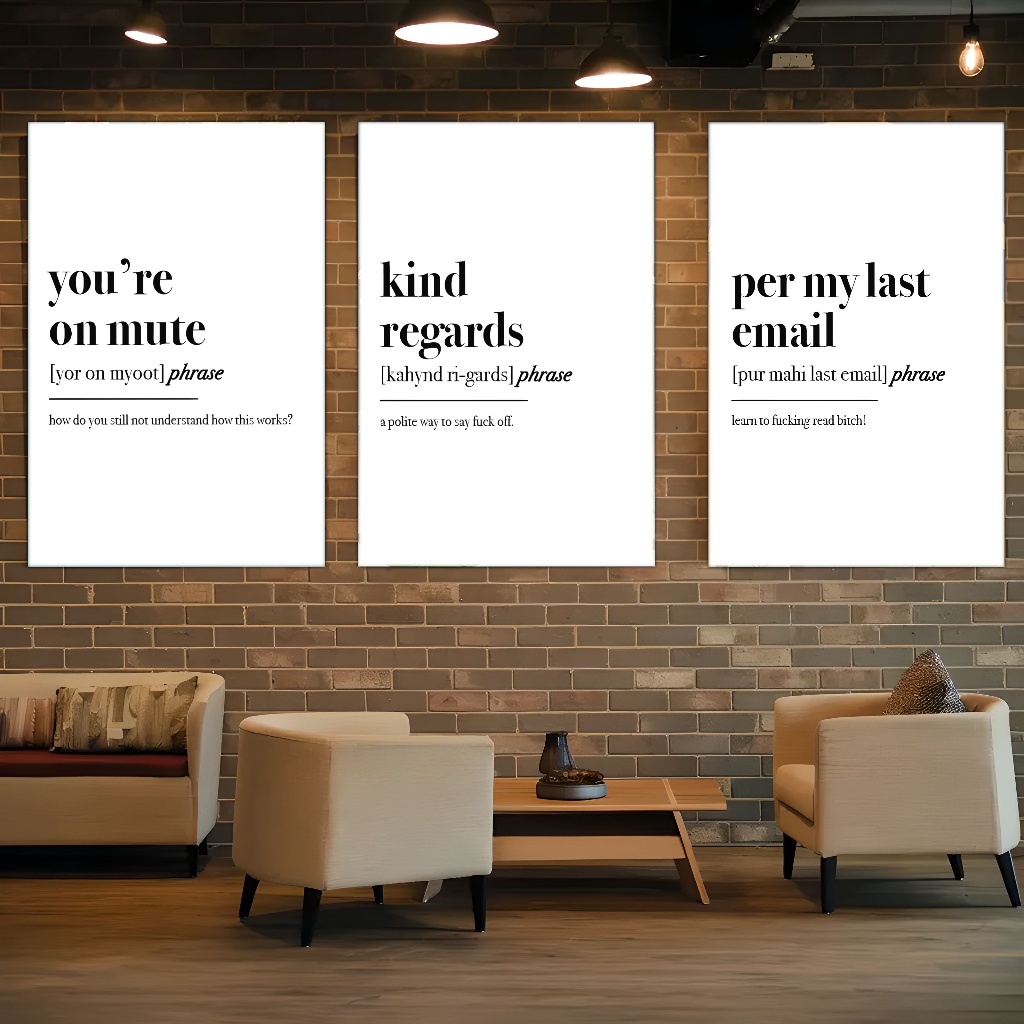 you’re
on mute
[yor on myoot] phrase
how do you still not understand how this works?
kind
regards
[kahynd ri-gards] phrase
a polite way to say fuck off.
per my last
email
[pur mahi last email] phrase
learn to fucking read bitch!